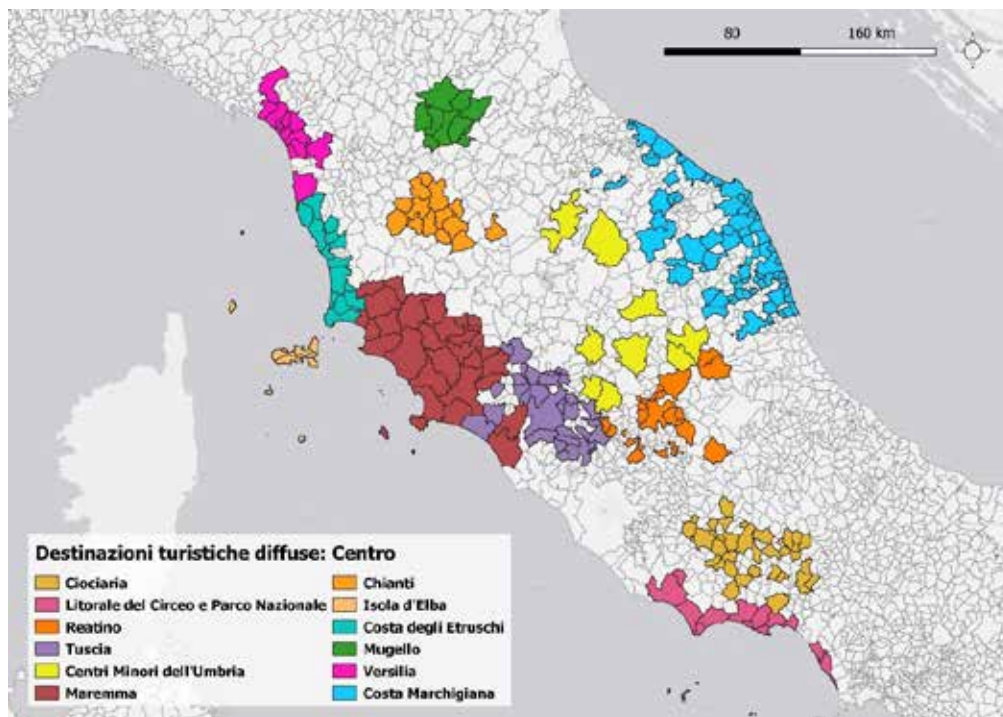 80 160 km
Destinazioni turistiche diffuse: Centro
Ciociaria
Litorale del Circeo e Parco Nazionale
Reatino
Tuscia
Centri Minori dell'Umbria
Maremma
Chianti
Isola d'Elba
Costa degli Etruschi
Mugello
Versilia
Costa Marchigiana